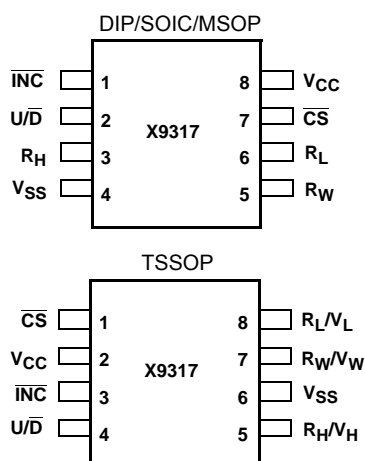 DIP/SOIC/MSOP
INC 1 8 VCC
U/D 2 7 CS
X9317
RH 3 6 RL
VSS 4 5 RW
TSSOP
CS 1 8 RL/VL
VCC 2 7 RW/VW
X9317
INC 3 6 VSS
U/D 4 5 RH/VH